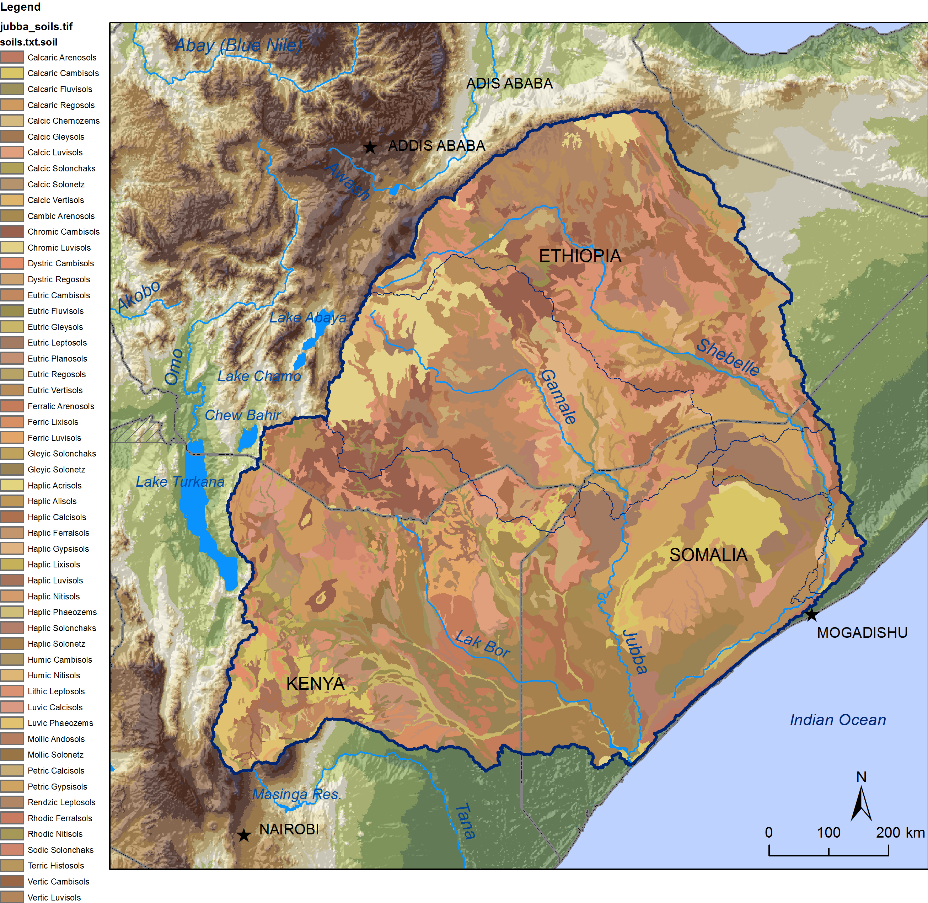 Legend
jubba_soils.tif
soils.txt.soil
Calcaric Arenosols
Calcaric Cambisols
Calcaric Fluvisols
Calcaric Regosols
Calcic Chernozems
Calcic Gleysols
Calcic Luvisols
Calcic Solonchaks
Calcic Solonetz
Calcic Vertisols
Cambic Arenosols
Chromic Cambisols
Chromic Luvisols
Dystric Cambisols
Dystric Regosols
Eutric Cambisols
Eutric Fluvisols
Eutric Gleysols
Eutric Leptosols
Eutric Planosols
Eutric Regosols
Eutric Vertisols
Ferralic Arenosols
Ferric Lixisols
Ferric Luvisols
Gleyic Solonchaks
Gleyic Solonetz
Haplic Acrisols
Haplic Alisols
Haplic Calcisols
Haplic Ferralsols
Haplic Gypsisols
Haplic Lixisols
Haplic Luvisols
Haplic Nitisols
Haplic Phaeozems
Haplic Solonchaks
Haplic Solonetz
Humic Cambisols
Humic Nitisols
Lithic Leptosols
Luvic Calcisols
Luvic Phaeozems
Mollic Andosols
Mollic Solonetz
Petric Calcisols
Petric Gypsisols
Rendzic Leptosols
Rhodic Ferralsols
Rhodic Nitisols
Sodic Solonchaks
Terric Histosols
Vertic Cambisols
Vertic Luvisols
Abay (Blue Nile)
ADIS ABABA
ADDIS ABABA
Awash
ETHIOPIA
Akobo
Lake Abaya
Omo
Shebelle
Lake Chamo
Gamale
Chew Bahir
Lake Turkana
SOMALIA
MOGADISHU
Lak Bor
Jubba
KENYA
Indian Ocean
N
Masinga Res.
Tana
NAIROBI
0 100 200 km